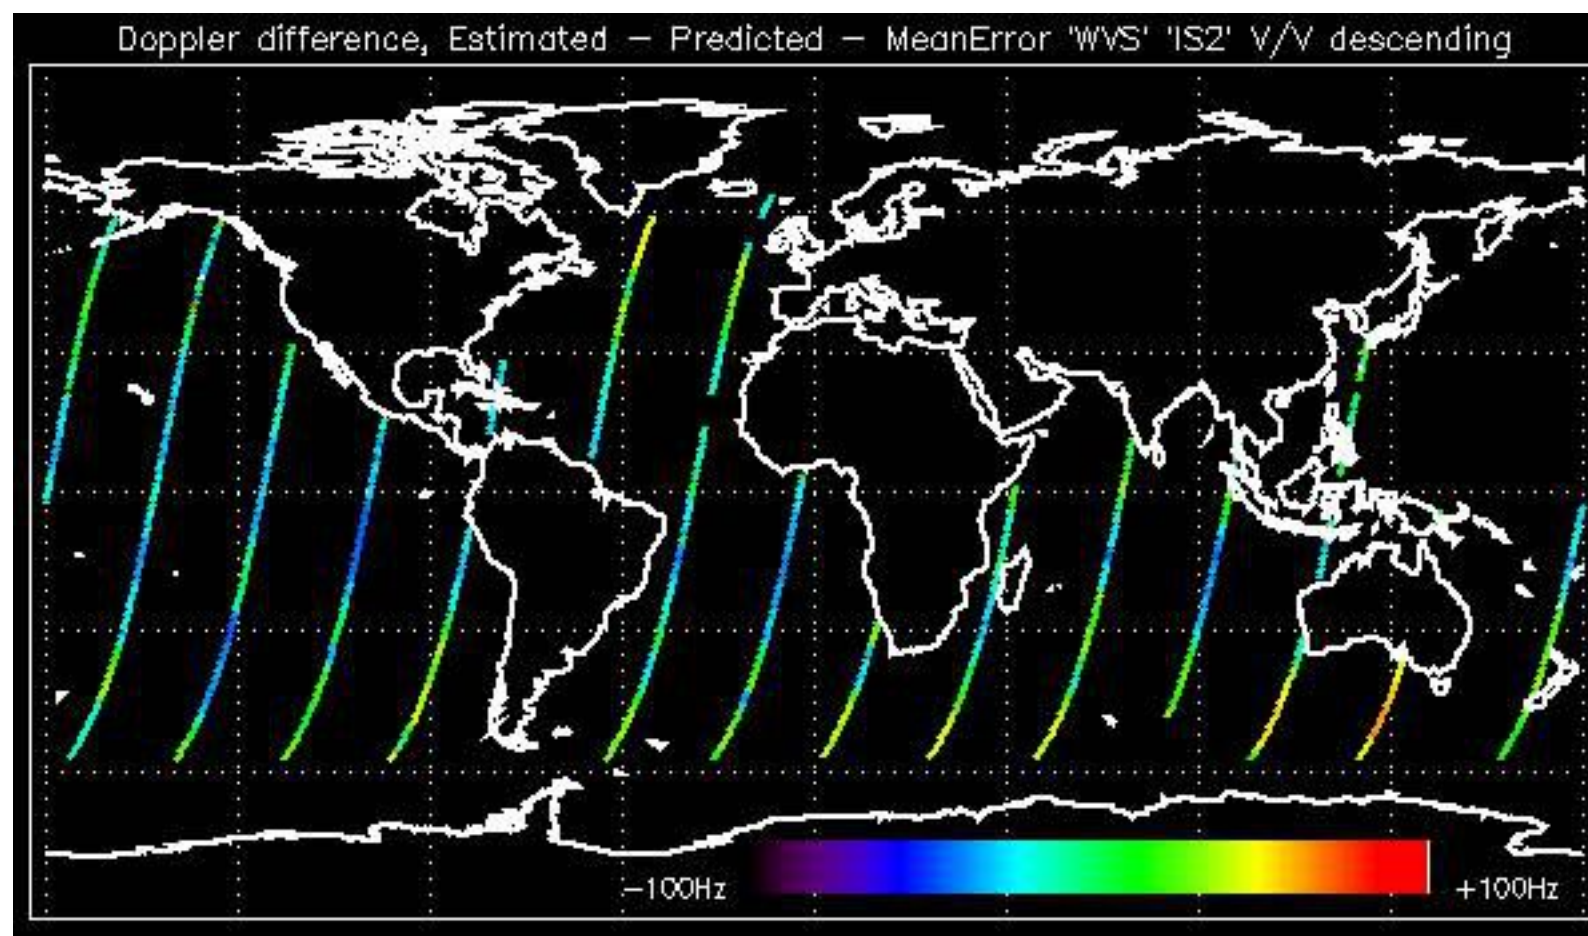 Doppler difference, Estimated — Predicted — MeanError 'WVS' 'IS2' V/V descending
−100Hz +100Hz